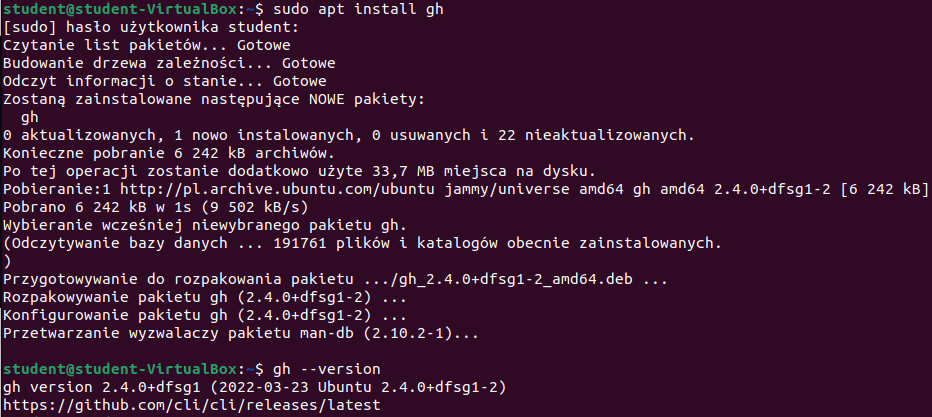 student@student-VirtualBox:~$ sudo apt install gh
[sudo] hasło użytkownika student:
Czytanie list pakietów... Gotowe
Budowanie drzewa zależności... Gotowe
Odczyt informacji o stanie... Gotowe
Zostaną zainstalowane następujące NOWE pakiety:
  gh
0 aktualizowanych, 1 nowo instalowanych, 0 usuwanych i 22 nieaktualizowanych.
Konieczne pobranie 6 242 kB archiwów.
Po tej operacji zostanie dodatkowo użyte 33,7 MB miejsca na dysku.
Pobieranie:1 http://pl.archive.ubuntu.com/ubuntu jammy/universe amd64 gh amd64 2.4.0+dfsg1-2 [6 242 kB]
Pobrano 6 242 kB w 1s (9 502 kB/s)
Wybieranie wcześniej niewybranego pakietu gh.
(Odczytywanie bazy danych ... 191761 plików i katalogów obecnie zainstalowanych.
)
Przygotowywanie do rozpakowania pakietu .../gh_2.4.0+dfsg1-2_amd64.deb ...
Rozpakowywanie pakietu gh (2.4.0+dfsg1-2) ...
Konfigurowanie pakietu gh (2.4.0+dfsg1-2) ...
Przetwarzanie wyzwalaczy pakietu man-db (2.10.2-1)...
student@student-VirtualBox:~$ gh --version
gh version 2.4.0+dfsg1 (2022-03-23 Ubuntu 2.4.0+dfsg1-2)
https://github.com/cli/cli/releases/latest